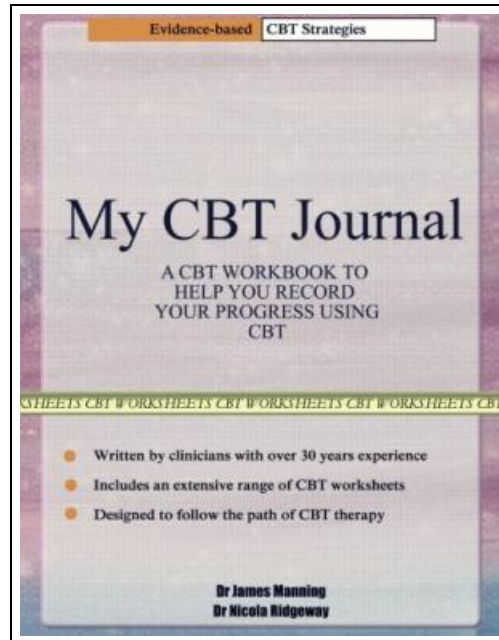 Evidence-based CBT Strategies
My CBT Journal
A CBT WORKBOOK TO
HELP YOU RECORD
YOUR PROGRESS USING
CBT
SHEETS CBT WORKSHEETS CBT WORKSHEETS CBT WORKSHEETS CBT
Written by clinicians with over 30 years experience
Includes an extensive range of CBT worksheets
Designed to follow the path of CBT therapy
Dr James Manning
Dr Nicola Ridgeway